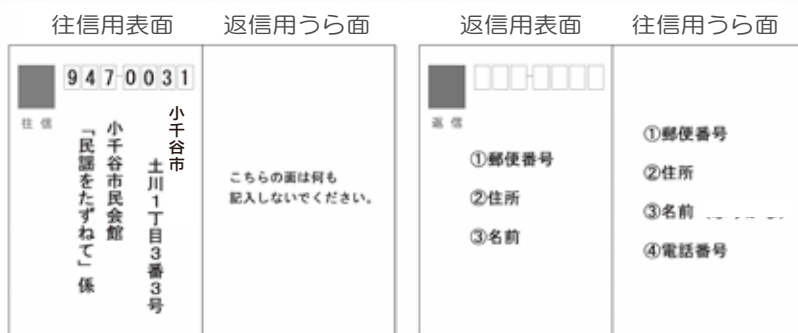 往信用表面
返信用うら面
返信用表面
往信用うら面
947-0031
往信
小千谷市
土川1丁目3番3号
小千谷市民会館
「民謡をたずねて」係
こちらの面は何も
記入しないでください。
返信
①郵便番号
②住所
③名前
①郵便番号
②住所
③名前
④電話番号